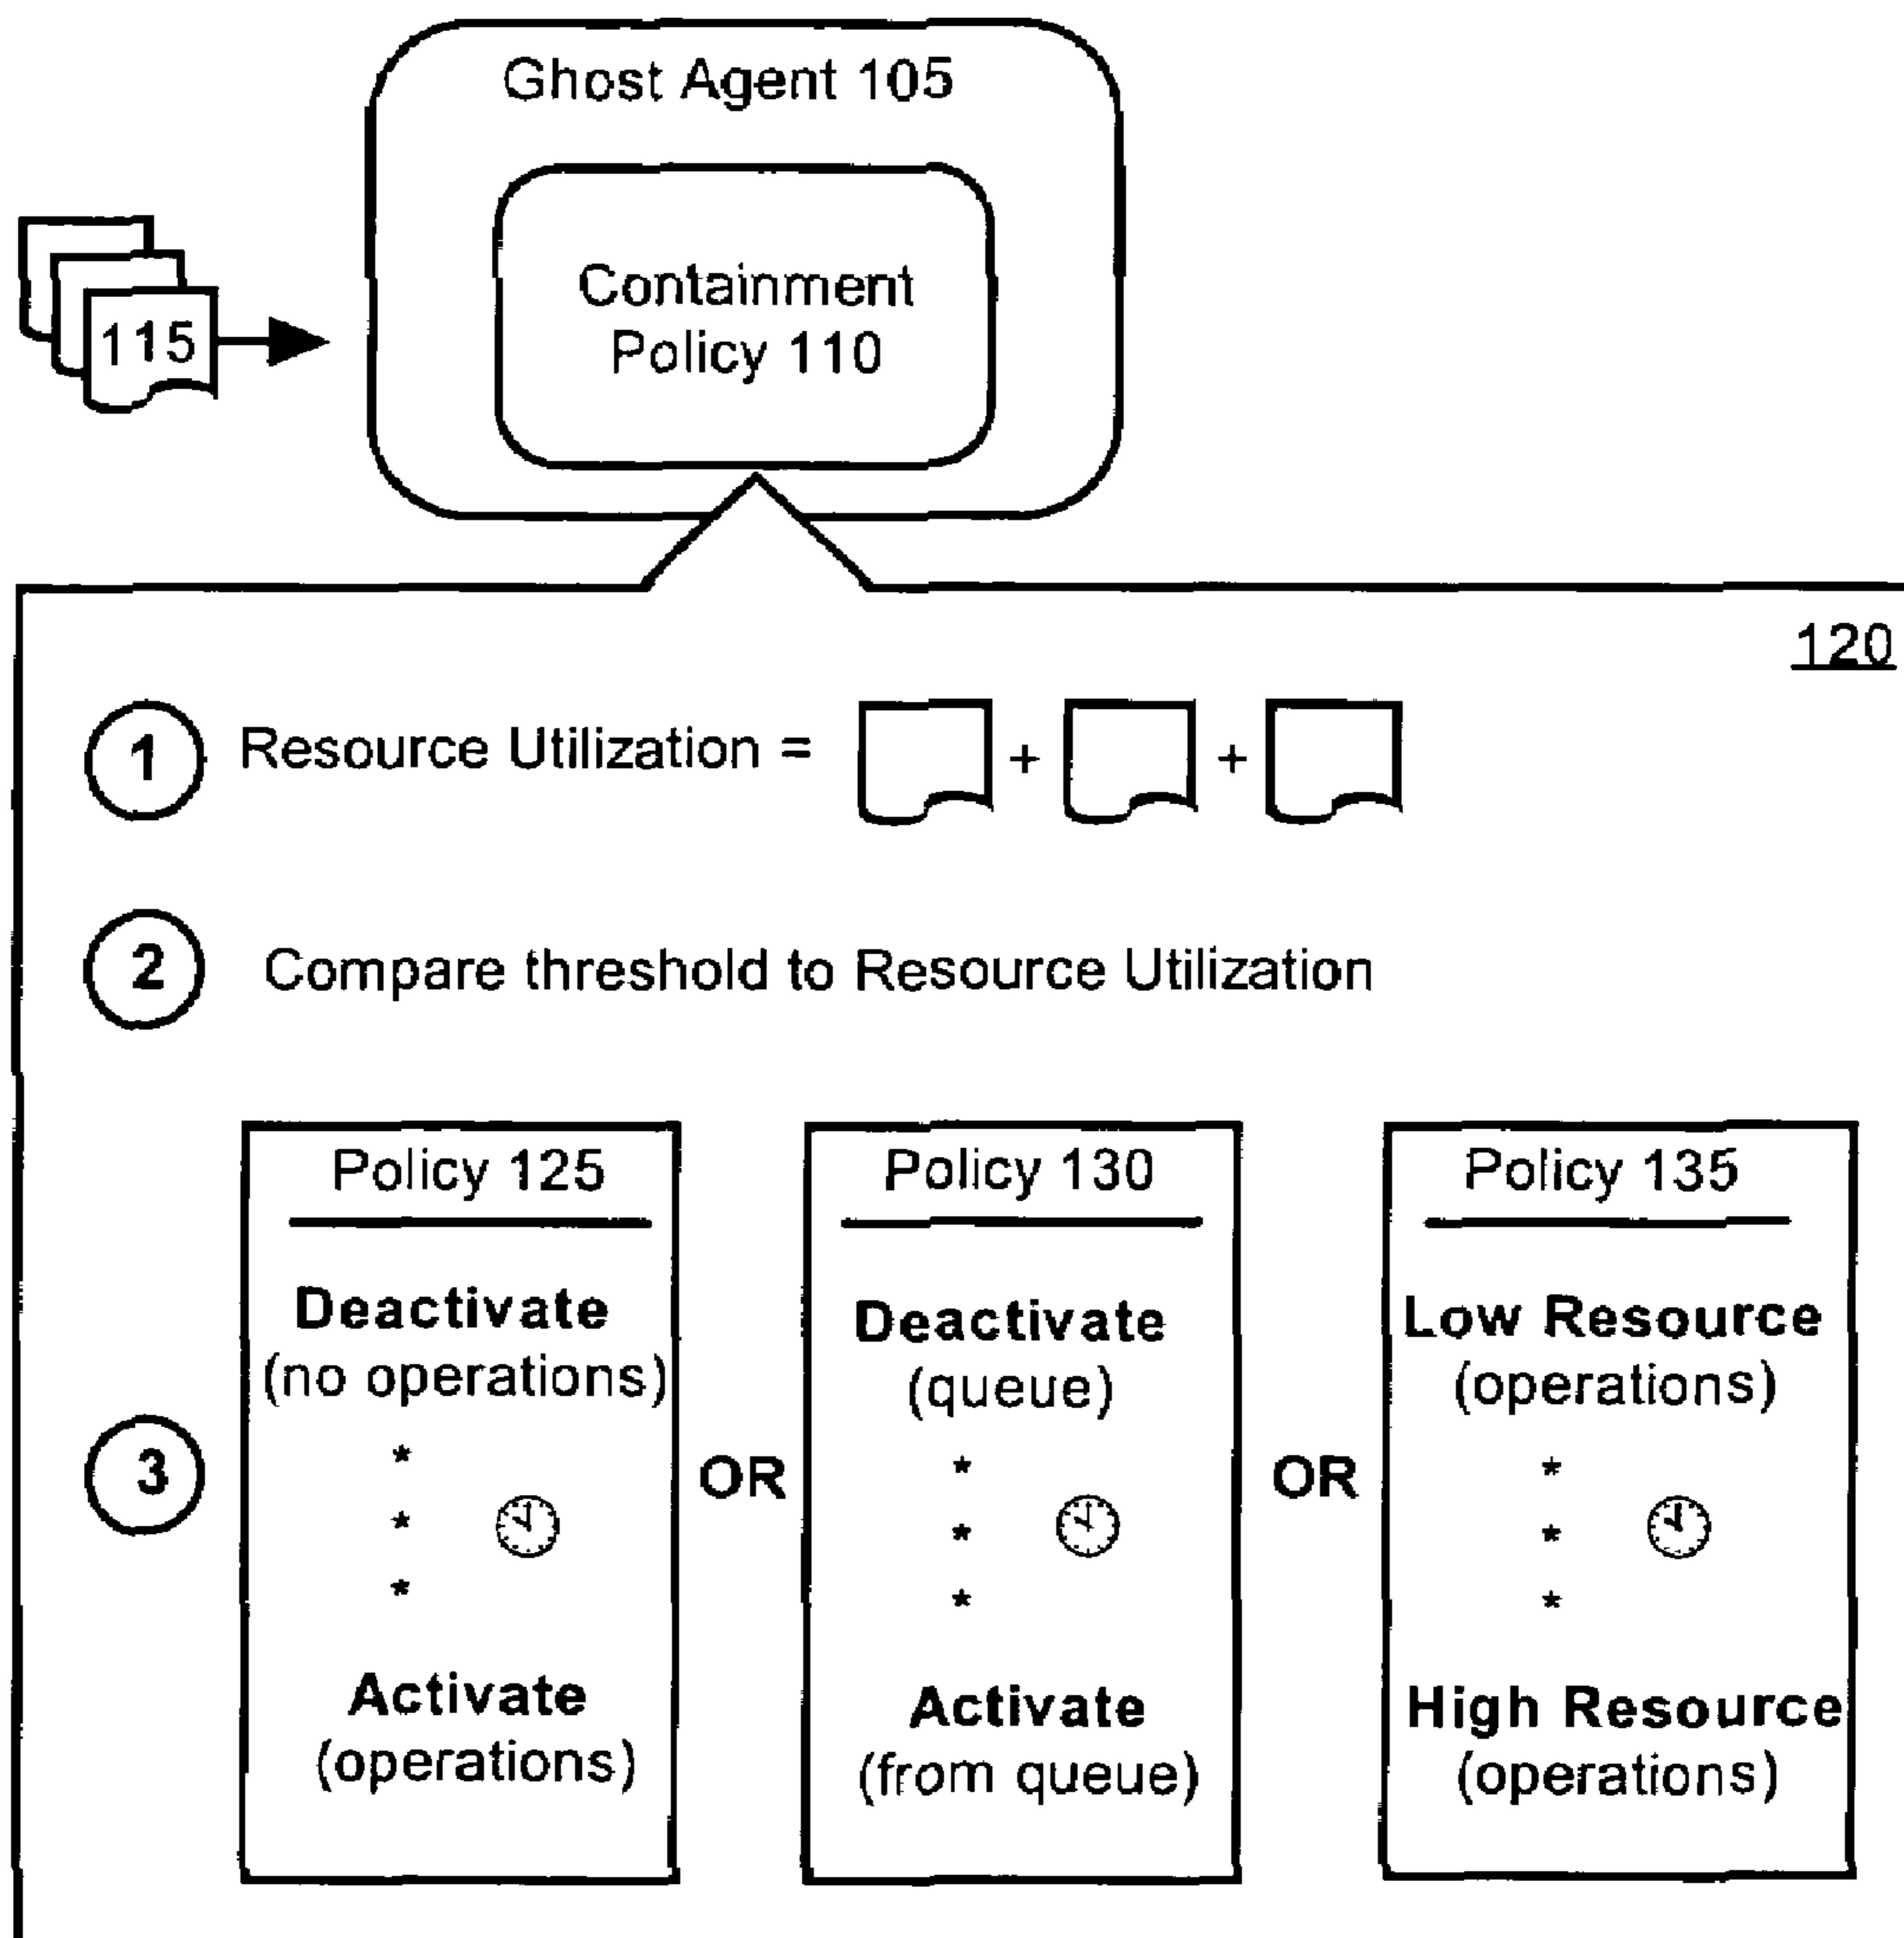 Ghost Agent 105
Containment
Policy 110
115
120
1 Resource Utilization = + +
2 Compare threshold to Resource Utilization
3
Policy 125
Deactivate
(no operations)
*
*
*
Activate
(operations)
OR
Policy 130
Deactivate
(queue)
*
*
*
Activate
(from queue)
OR
Policy 135
Low Resource
(operations)
*
*
*
High Resource
(operations)